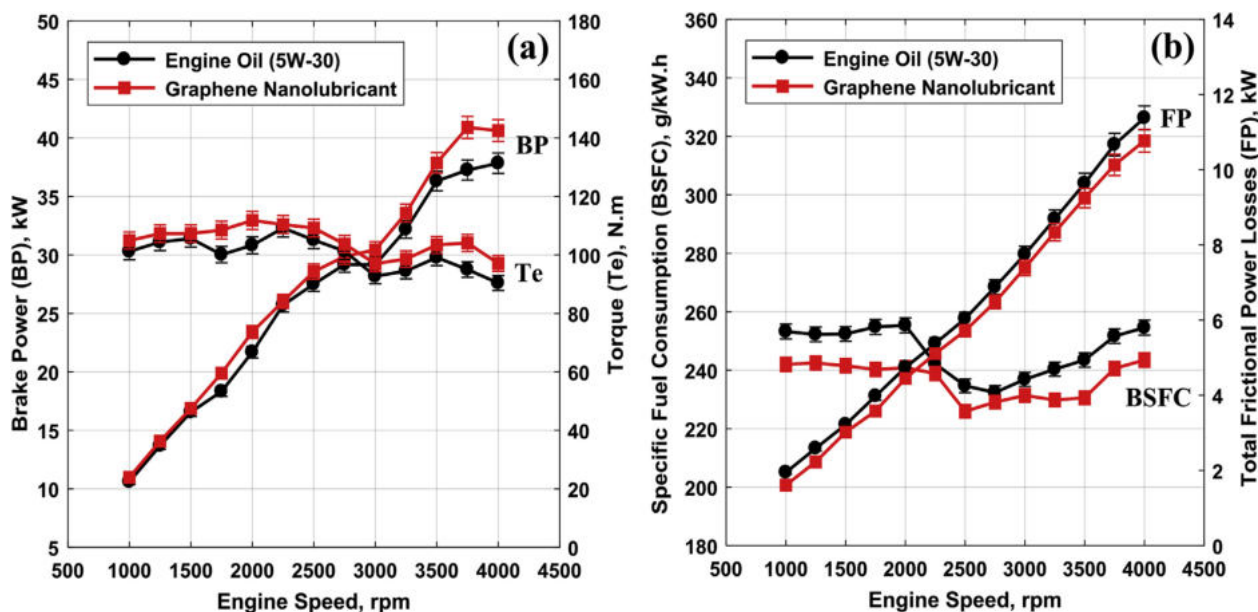 (a)
Engine Oil (5W-30)
Graphene Nanolubricant
BP
Te
Brake Power (BP), kW
50
45
40
35
30
25
20
15
10
5
Torque (Te), N.m
180
160
140
120
100
80
60
40
20
0
500 1000 1500 2000 2500 3000 3500 4000 4500
Engine Speed, rpm
(b)
Engine Oil (5W-30)
Graphene Nanolubricant
FP
BSFC
Specific Fuel Consumption (BSFC), g/kW.h
360
340
320
300
280
260
240
220
200
180
Total Frictional Power Losses (FP), kW
14
12
10
8
6
4
2
0
500 1000 1500 2000 2500 3000 3500 4000 4500
Engine Speed, rpm